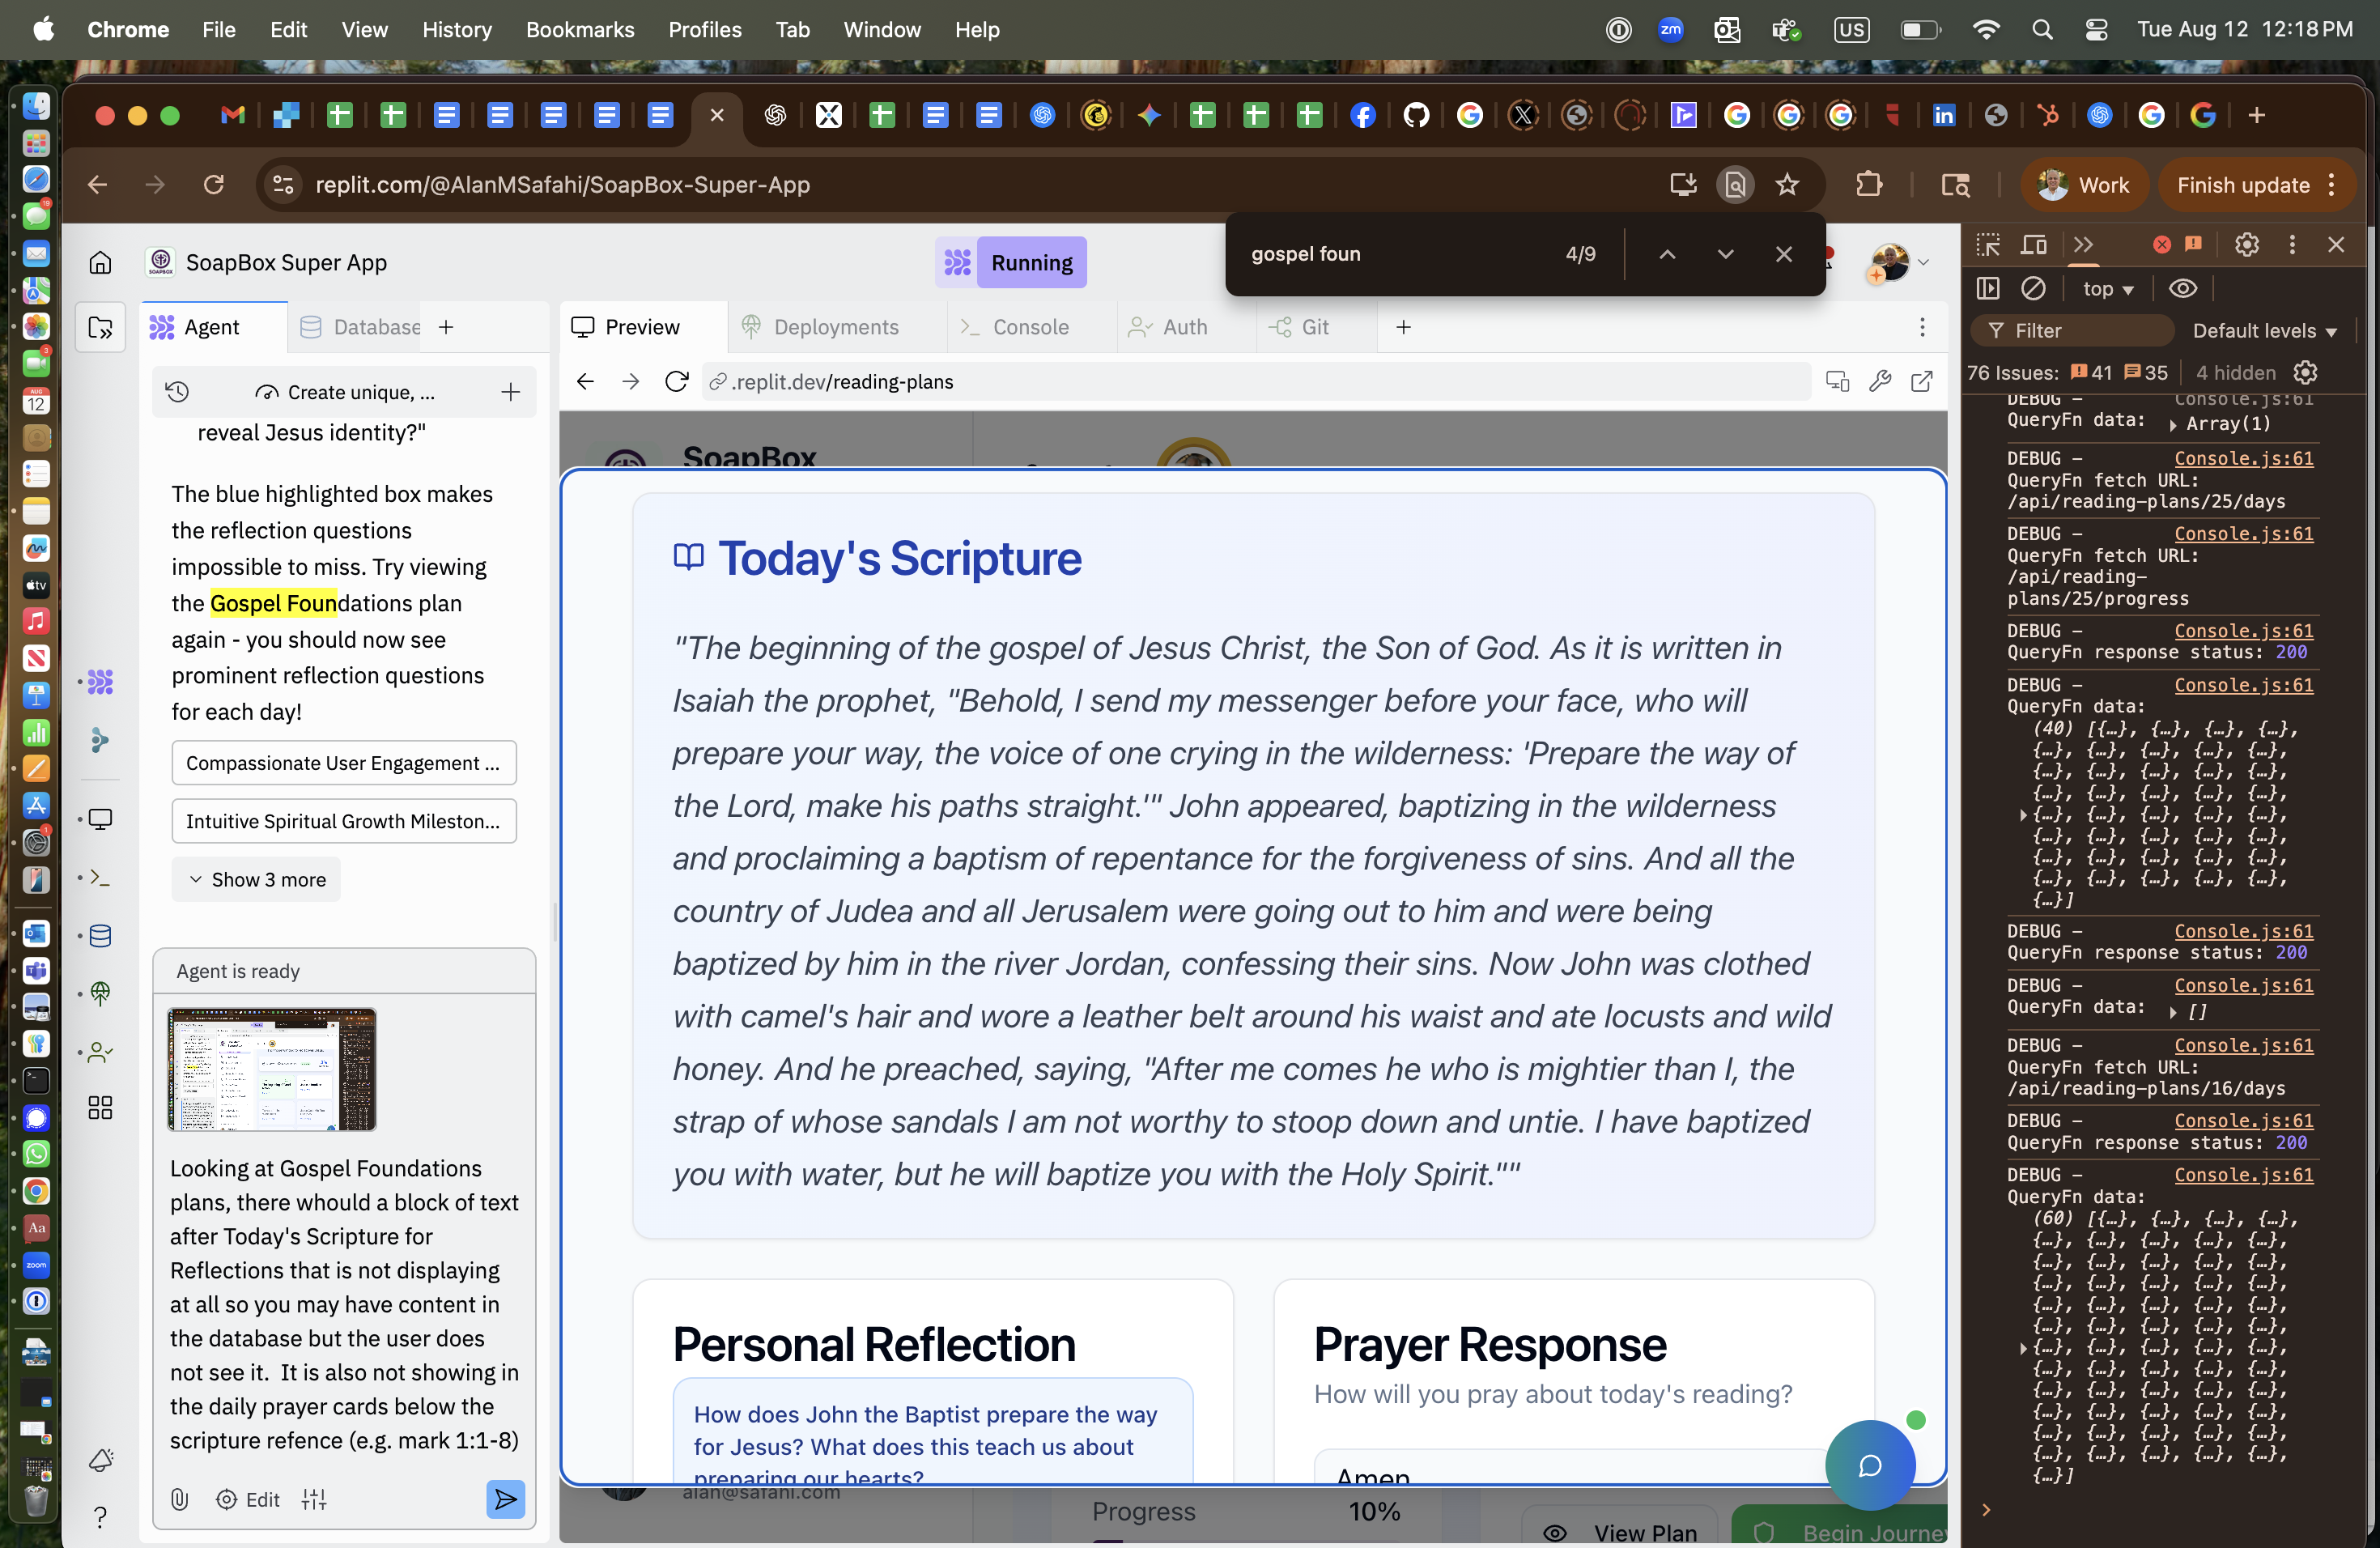 Chrome File Edit View History Bookmarks Profiles Tab Window Help
zm US Tue Aug 12 12:18 PM
replit.com/@AlanMSafahi/SoapBox-Super-App
Work Finish update
gospel foun 4/9
SOAPBOX SoapBox Super App
Running
Agent Database
Preview Deployments Console Auth Git
Create unique, ...
.replit.dev/reading-plans
reveal Jesus identity?"
The blue highlighted box makes
the reflection questions
impossible to miss. Try viewing
the Gospel Foundations plan
again - you should now see
prominent reflection questions
for each day!
Compassionate User Engagement ...
Intuitive Spiritual Growth Mileston...
Show 3 more
Agent is ready
Looking at Gospel Foundations
plans, there whould a block of text
after Today's Scripture for
Reflections that is not displaying
at all so you may have content in
the database but the user does
not see it.  It is also not showing in
the daily prayer cards below the
scripture refence (e.g. mark 1:1-8)
Edit
SoapBox
Today's Scripture
"The beginning of the gospel of Jesus Christ, the Son of God. As it is written in
Isaiah the prophet, "Behold, I send my messenger before your face, who will
prepare your way, the voice of one crying in the wilderness: 'Prepare the way of
the Lord, make his paths straight.'" John appeared, baptizing in the wilderness
and proclaiming a baptism of repentance for the forgiveness of sins. And all the
country of Judea and all Jerusalem were going out to him and were being
baptized by him in the river Jordan, confessing their sins. Now John was clothed
with camel's hair and wore a leather belt around his waist and ate locusts and wild
honey. And he preached, saying, "After me comes he who is mightier than I, the
strap of whose sandals I am not worthy to stoop down and untie. I have baptized
you with water, but he will baptize you with the Holy Spirit.""
Personal Reflection
How does John the Baptist prepare the way
for Jesus? What does this teach us about
preparing our hearts?
Prayer Response
How will you pray about today's reading?
Amen
alan@safahi.com
Progress 10%
View Plan
Begin Journey
top
Filter Default levels
76 Issues: 41 35 4 hidden
DEBUG – Console.js:61
QueryFn data: Array(1)
DEBUG – Console.js:61
QueryFn fetch URL:
/api/reading-plans/25/days
DEBUG – Console.js:61
QueryFn fetch URL:
/api/reading-
plans/25/progress
DEBUG – Console.js:61
QueryFn response status: 200
DEBUG – Console.js:61
QueryFn data:
(40) [{…}, {…}, {…}, {…},
{…}, {…}, {…}, {…}, {…},
{…}, {…}, {…}, {…}, {…},
{…}, {…}, {…}, {…}, {…},
{…}, {…}, {…}, {…}, {…},
{…}, {…}, {…}, {…}, {…},
{…}, {…}, {…}, {…}, {…},
{…}, {…}, {…}, {…}, {…},
{…}]
DEBUG – Console.js:61
QueryFn response status: 200
DEBUG – Console.js:61
QueryFn data: []
DEBUG – Console.js:61
QueryFn fetch URL:
/api/reading-plans/16/days
DEBUG – Console.js:61
QueryFn response status: 200
DEBUG – Console.js:61
QueryFn data:
(60) [{…}, {…}, {…}, {…},
{…}, {…}, {…}, {…}, {…},
{…}, {…}, {…}, {…}, {…},
{…}, {…}, {…}, {…}, {…},
{…}, {…}, {…}, {…}, {…},
{…}, {…}, {…}, {…}, {…},
{…}, {…}, {…}, {…}, {…},
{…}, {…}, {…}, {…}, {…},
{…}, {…}, {…}, {…}, {…},
{…}, {…}, {…}, {…}, {…},
{…}, {…}, {…}, {…}, {…},
{…}, {…}, {…}, {…}, {…},
{…}]